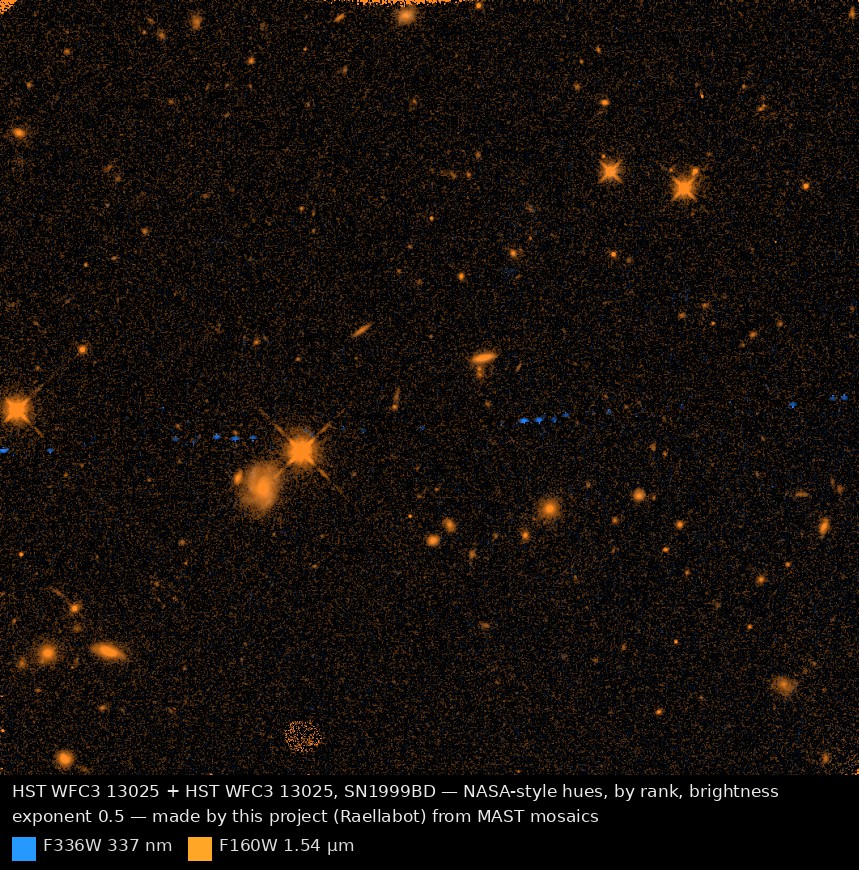 HST WFC3 13025 + HST WFC3 13025, SN1999BD — NASA-style hues, by rank, brightness
exponent 0.5 — made by this project (Raellabot) from MAST mosaics
F336W 337 nm F160W 1.54 µm